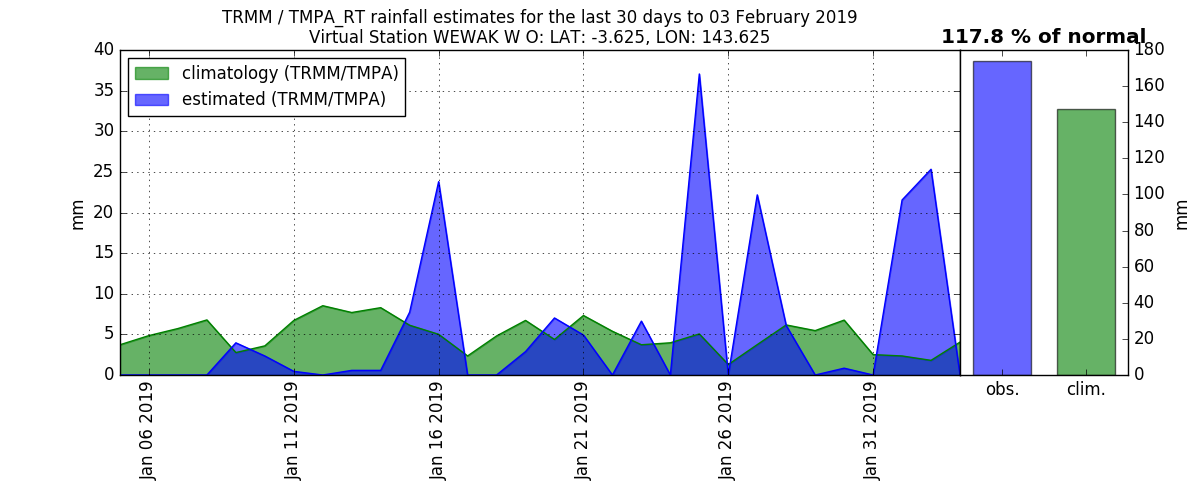 TRMM / TMPA_RT rainfall estimates for the last 30 days to 03 February 2019
Virtual Station WEWAK W O: LAT: -3.625, LON: 143.625
117.8 % of normal
climatology (TRMM/TMPA)
estimated (TRMM/TMPA)
40
35
30
25
20
15
10
5
0
mm
Jan 06 2019
Jan 11 2019
Jan 16 2019
Jan 21 2019
Jan 26 2019
Jan 31 2019
obs.
clim.
180
160
140
120
100
80
60
40
20
0
mm